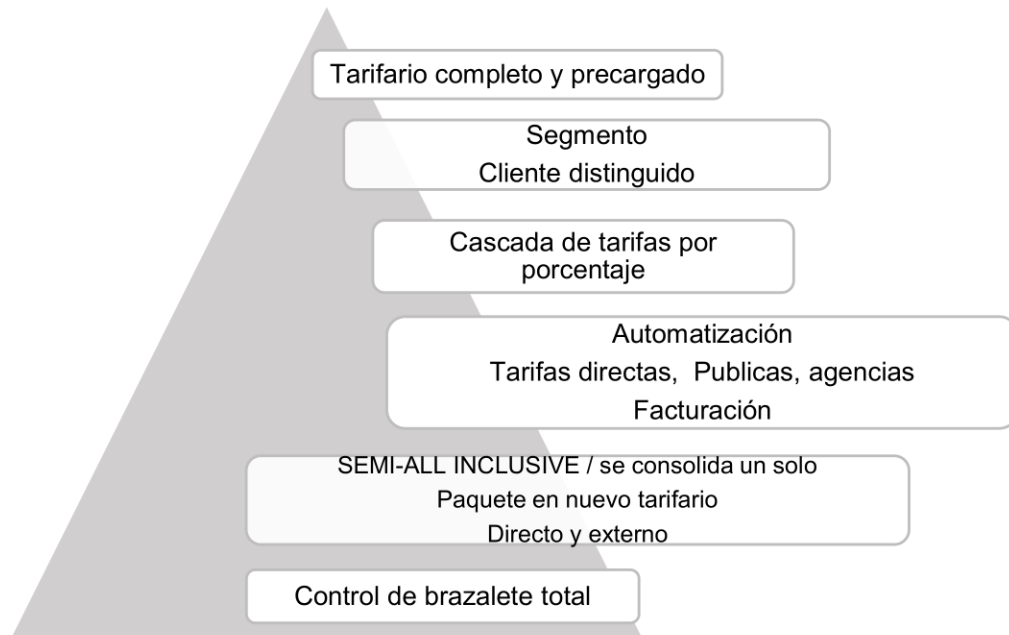 Tarifario completo y precargado
Segmento
Cliente distinguido
Cascada de tarifas por
porcentaje
Automatización
Tarifas directas,  Publicas, agencias
Facturación
SEMI-ALL INCLUSIVE / se consolida un solo
Paquete en nuevo tarifario
Directo y externo
Control de brazalete total